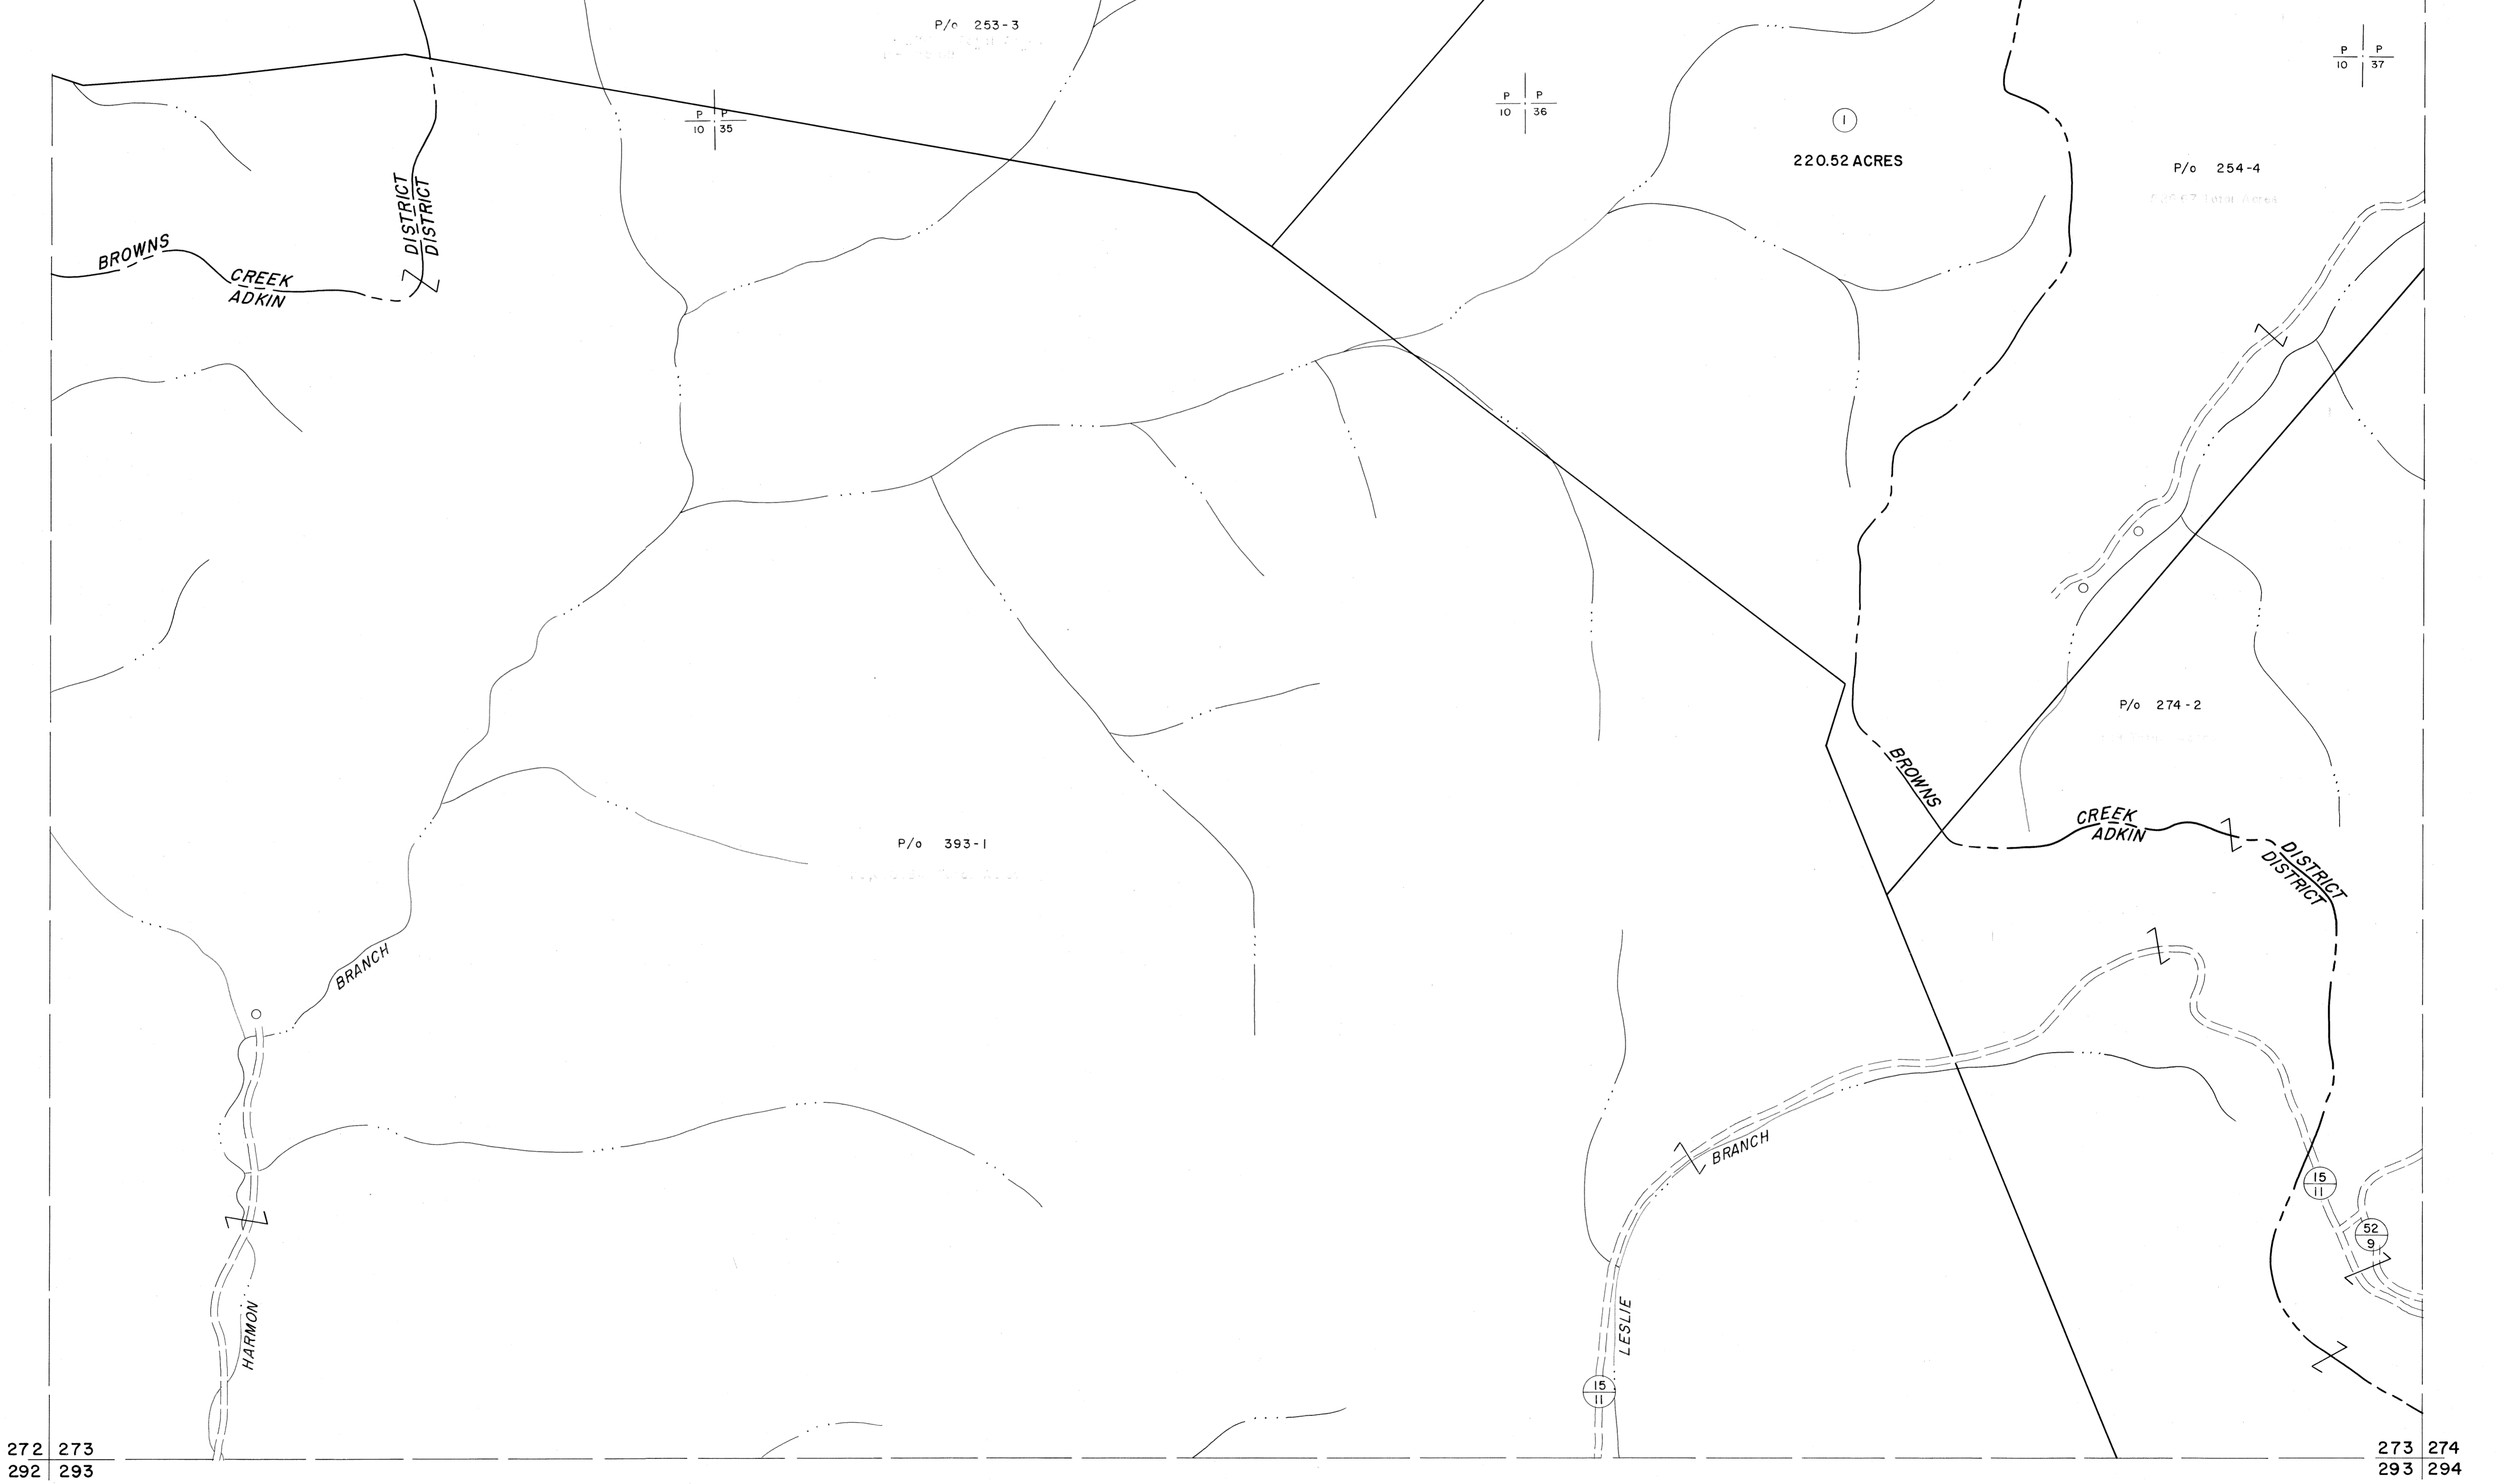 P/o 253-3
P P
10 35
P P
10 36
P P
10 37
1
220.52 ACRES
P/o 254-4
DISTRICT
DISTRICT
BROWNS
CREEK
ADKIN
P/o 274-2
BROWNS
CREEK
ADKIN
DISTRICT
DISTRICT
P/o 393-1
BRANCH
BRANCH
15
11
52
9
HARMON
LESLIE
15
11
272 273
292 293
273 274
293 294